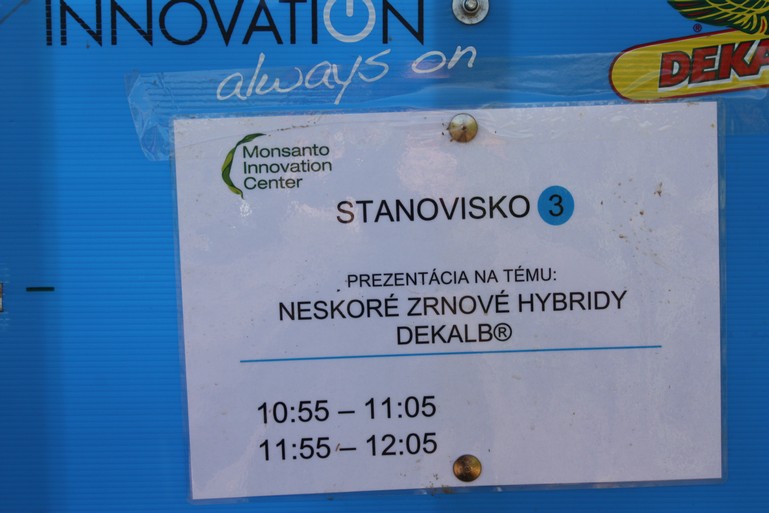 INNOVATION
always on
Monsanto
Innovation
Center
STANOVISKO 3
PREZENTÁCIA NA TÉMU:
NESKORÉ ZRNOVÉ HYBRIDY
DEKALB®
10:55 – 11:05
11:55 – 12:05